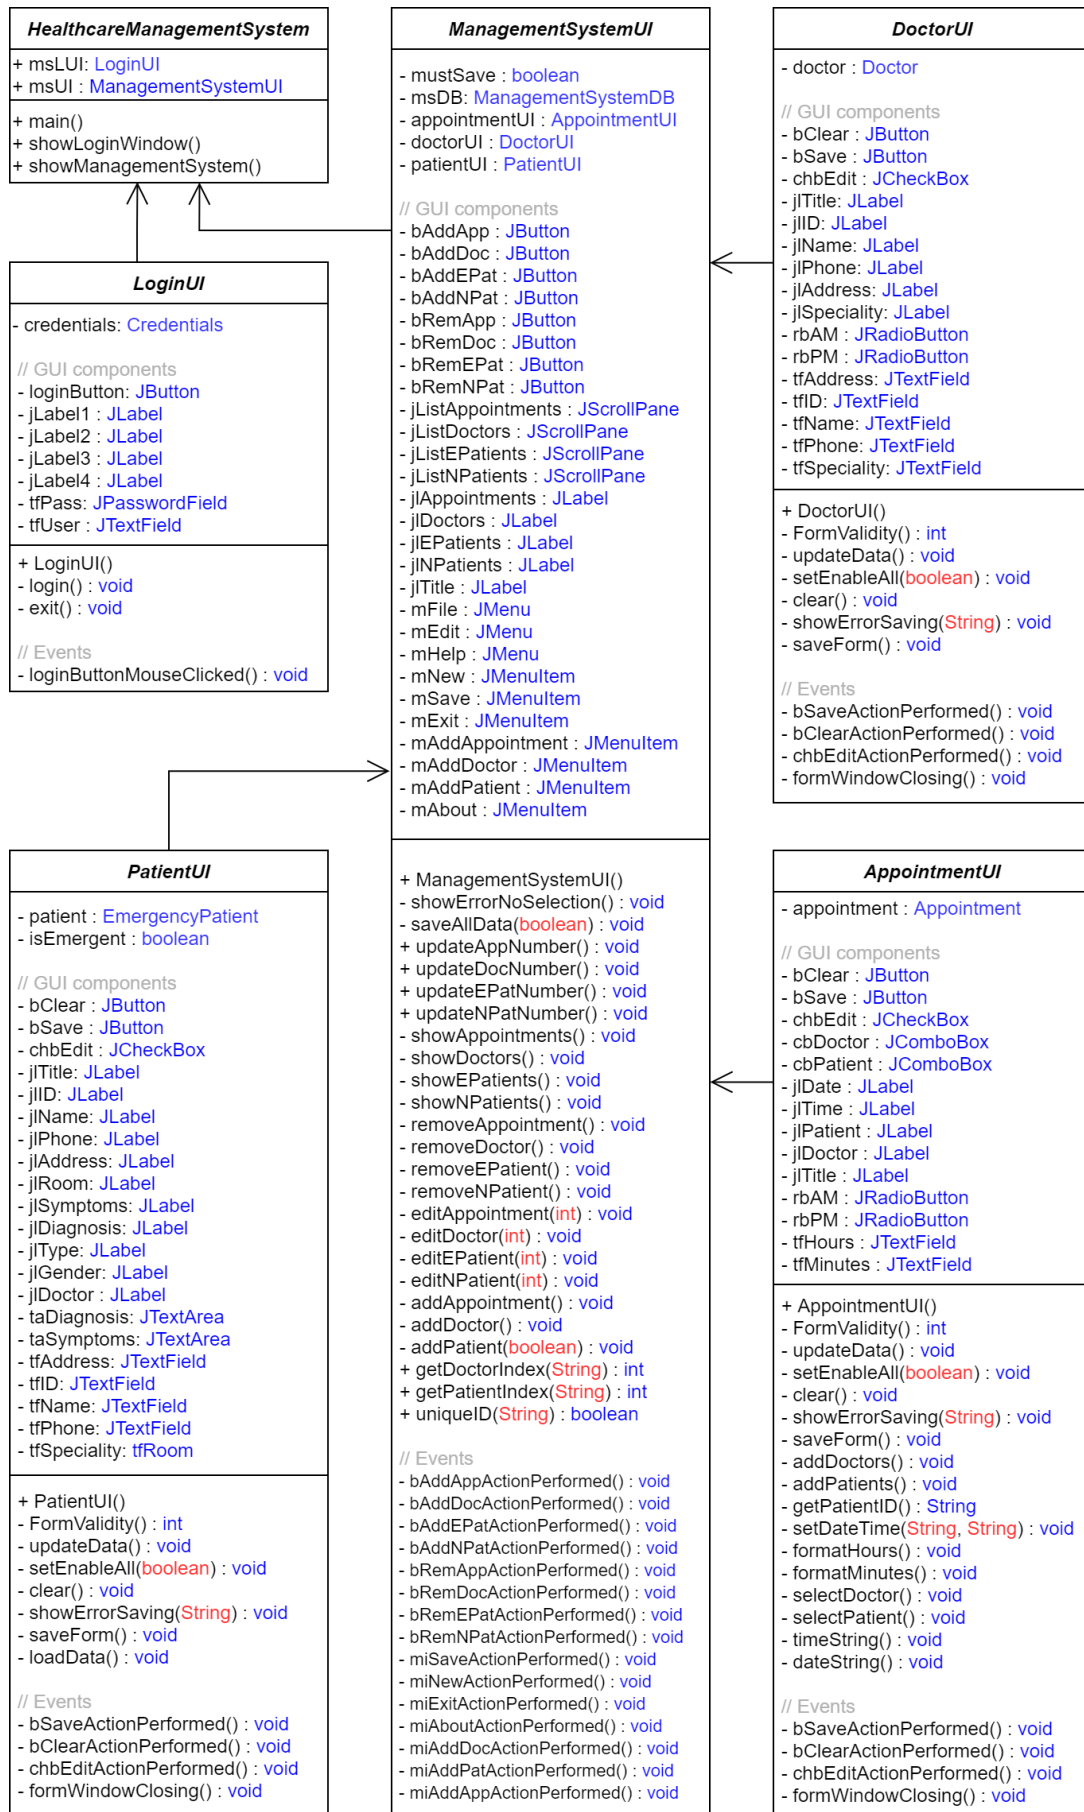 HealthcareManagementSystem
+ msLUI: LoginUI
+ msUI : ManagementSystemUI
+ main()
+ showLoginWindow()
+ showManagementSystem()
LoginUI
- credentials: Credentials
// GUI components
- loginButton: JButton
- jLabel1 : JLabel
- jLabel2 : JLabel
- jLabel3 : JLabel
- jLabel4 : JLabel
- tfPass: JPasswordField
- tfUser : JTextField
+ LoginUI()
- login() : void
- exit() : void
// Events
- loginButtonMouseClicked() : void
PatientUI
- patient : EmergencyPatient
- isEmergent : boolean
// GUI components
- bClear : JButton
- bSave : JButton
- chbEdit : JCheckBox
- jlTitle: JLabel
- jlID: JLabel
- jlName: JLabel
- jlPhone: JLabel
- jlAddress: JLabel
- jlRoom: JLabel
- jlSymptoms: JLabel
- jlDiagnosis: JLabel
- jlType: JLabel
- jlGender: JLabel
- jlDoctor : JLabel
- taDiagnosis: JTextArea
- taSymptoms: JTextArea
- tfAddress: JTextField
- tfID: JTextField
- tfName: JTextField
- tfPhone: JTextField
- tfSpeciality: tfRoom
+ PatientUI()
- FormValidity() : int
- updateData() : void
- setEnableAll(boolean) : void
- clear() : void
- showErrorSaving(String) : void
- saveForm() : void
- loadData() : void
// Events
- bSaveActionPerformed() : void
- bClearActionPerformed() : void
- chbEditActionPerformed() : void
- formWindowClosing() : void
ManagementSystemUI
- mustSave : boolean
- msDB: ManagementSystemDB
- appointmentUI : AppointmentUI
- doctorUI : DoctorUI
- patientUI : PatientUI
// GUI components
- bAddApp : JButton
- bAddDoc : JButton
- bAddEPat : JButton
- bAddNPat : JButton
- bRemApp : JButton
- bRemDoc : JButton
- bRemEPat : JButton
- bRemNPat : JButton
- jListAppointments : JScrollPane
- jListDoctors : JScrollPane
- jListEPatients : JScrollPane
- jListNPatients : JScrollPane
- jlAppointments : JLabel
- jlDoctors : JLabel
- jlEPatients : JLabel
- jlNPatients : JLabel
- jlTitle : JLabel
- mFile : JMenu
- mEdit : JMenu
- mHelp : JMenu
- mNew : JMenuItem
- mSave : JMenuItem
- mExit : JMenuItem
- mAddAppointment : JMenuItem
- mAddDoctor : JMenuItem
- mAddPatient : JMenuItem
- mAbout : JMenuItem
+ ManagementSystemUI()
- showErrorNoSelection() : void
- saveAllData(boolean) : void
+ updateAppNumber() : void
+ updateDocNumber() : void
+ updateEPatNumber() : void
+ updateNPatNumber() : void
- showAppointments() : void
- showDoctors() : void
- showEPatients() : void
- showNPatients() : void
- removeAppointment() : void
- removeDoctor() : void
- removeEPatient() : void
- removeNPatient() : void
- editAppointment(int) : void
- editDoctor(int) : void
- editEPatient(int) : void
- editNPatient(int) : void
- addAppointment() : void
- addDoctor() : void
- addPatient(boolean) : void
+ getDoctorIndex(String) : int
+ getPatientIndex(String) : int
+ uniqueID(String) : boolean
// Events
- bAddAppActionPerformed() : void
- bAddDocActionPerformed() : void
- bAddEPatActionPerformed() : void
- bAddNPatActionPerformed() : void
- bRemAppActionPerformed() : void
- bRemDocActionPerformed() : void
- bRemEPatActionPerformed() : void
- bRemNPatActionPerformed() : void
- miSaveActionPerformed() : void
- miNewActionPerformed() : void
- miExitActionPerformed() : void
- miAboutActionPerformed() : void
- miAddDocActionPerformed() : void
- miAddPatActionPerformed() : void
- miAddAppActionPerformed() : void
DoctorUI
- doctor : Doctor
// GUI components
- bClear : JButton
- bSave : JButton
- chbEdit : JCheckBox
- jlTitle: JLabel
- jlID: JLabel
- jlName: JLabel
- jlPhone: JLabel
- jlAddress: JLabel
- jlSpeciality: JLabel
- rbAM : JRadioButton
- rbPM : JRadioButton
- tfAddress: JTextField
- tfID: JTextField
- tfName: JTextField
- tfPhone: JTextField
- tfSpeciality: JTextField
+ DoctorUI()
- FormValidity() : int
- updateData() : void
- setEnableAll(boolean) : void
- clear() : void
- showErrorSaving(String) : void
- saveForm() : void
// Events
- bSaveActionPerformed() : void
- bClearActionPerformed() : void
- chbEditActionPerformed() : void
- formWindowClosing() : void
AppointmentUI
- appointment : Appointment
// GUI components
- bClear : JButton
- bSave : JButton
- chbEdit : JCheckBox
- cbDoctor : JComboBox
- cbPatient : JComboBox
- jlDate : JLabel
- jlTime : JLabel
- jlPatient : JLabel
- jlDoctor : JLabel
- jlTitle : JLabel
- rbAM : JRadioButton
- rbPM : JRadioButton
- tfHours : JTextField
- tfMinutes : JTextField
+ AppointmentUI()
- FormValidity() : int
- updateData() : void
- setEnableAll(boolean) : void
- clear() : void
- showErrorSaving(String) : void
- saveForm() : void
- addDoctors() : void
- addPatients() : void
- getPatientID() : String
- setDateTime(String, String) : void
- formatHours() : void
- formatMinutes() : void
- selectDoctor() : void
- selectPatient() : void
- timeString() : void
- dateString() : void
// Events
- bSaveActionPerformed() : void
- bClearActionPerformed() : void
- chbEditActionPerformed() : void
- formWindowClosing() : void